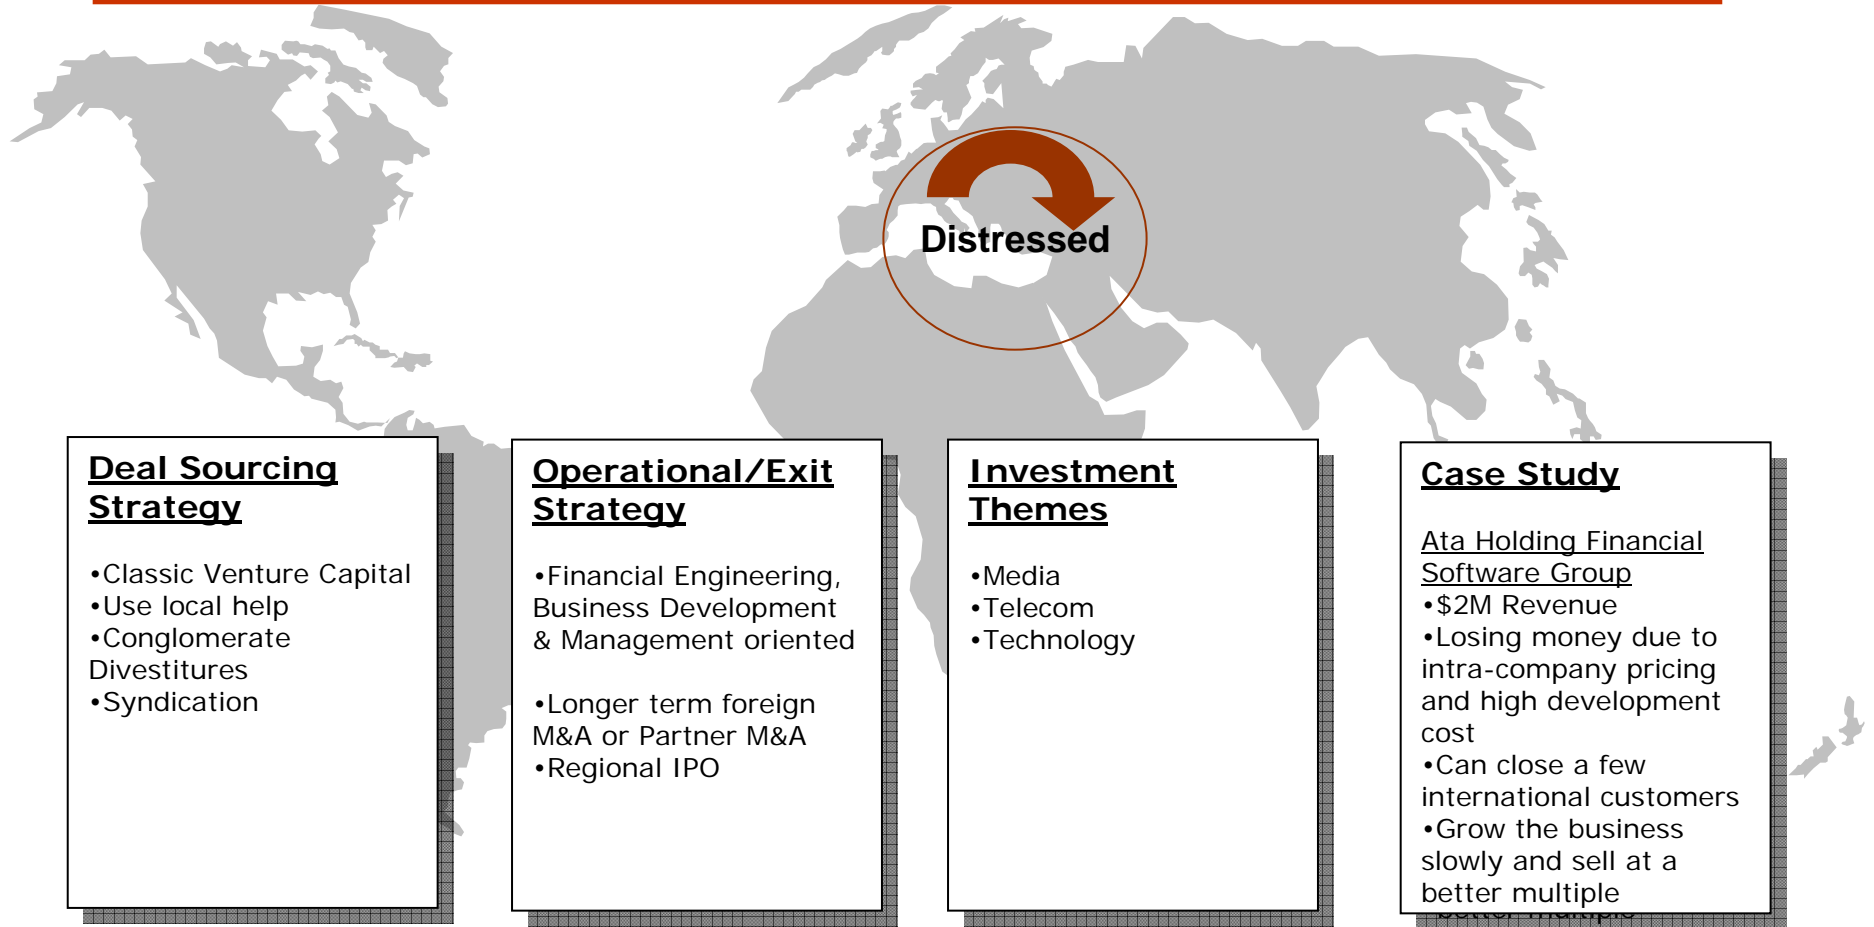 Distressed
Deal Sourcing
Strategy
•Classic Venture Capital
•Use local help
•Conglomerate
Divestitures
•Syndication
Operational/Exit
Strategy
•Financial Engineering,
Business Development
& Management oriented
•Longer term foreign
M&A or Partner M&A
•Regional IPO
Investment
Themes
•Media
•Telecom
•Technology
Case Study
Ata Holding Financial
Software Group
•$2M Revenue
•Losing money due to
intra-company pricing
and high development
cost
•Can close a few
international customers
•Grow the business
slowly and sell at a
better multiple